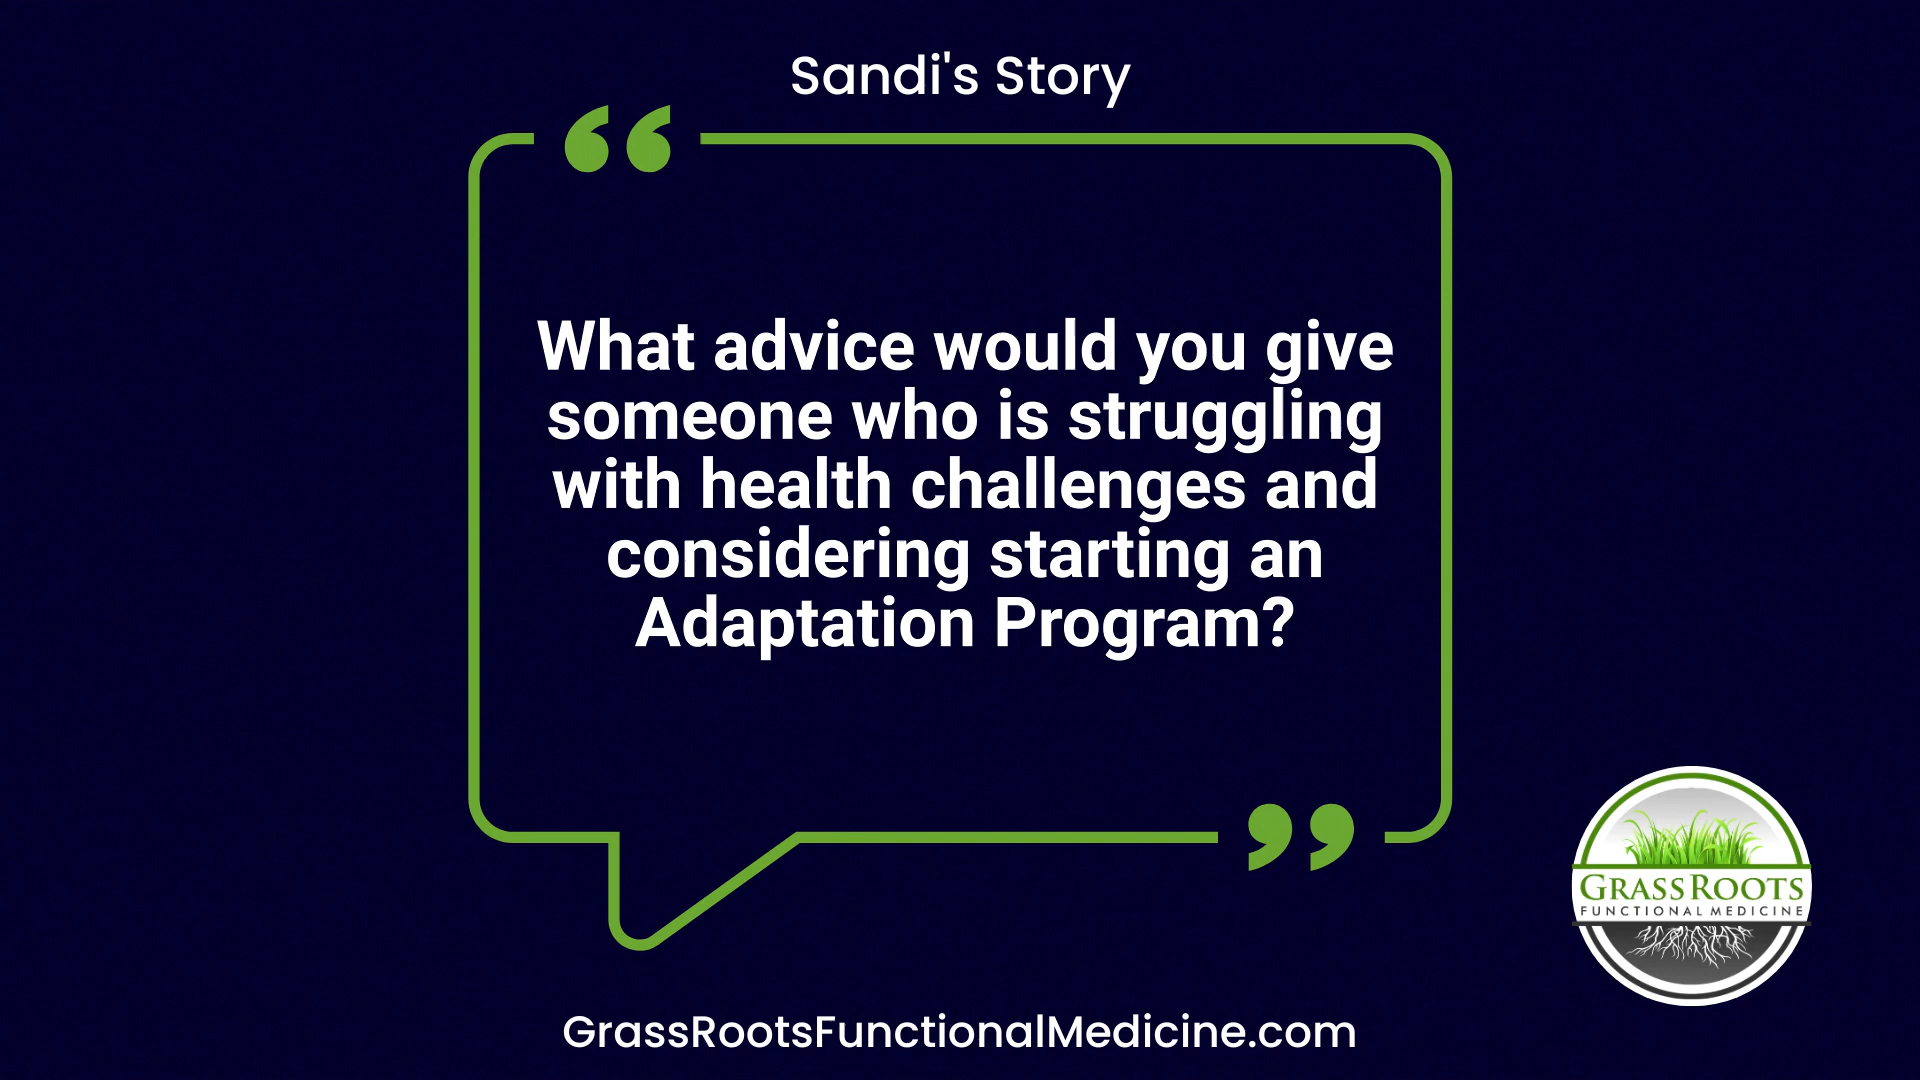 Sandi's Story
“
What advice would you give
someone who is struggling
with health challenges and
considering starting an
Adaptation Program?
”
GRASSROOTS
FUNCTIONAL MEDICINE
GrassRootsFunctionalMedicine.com